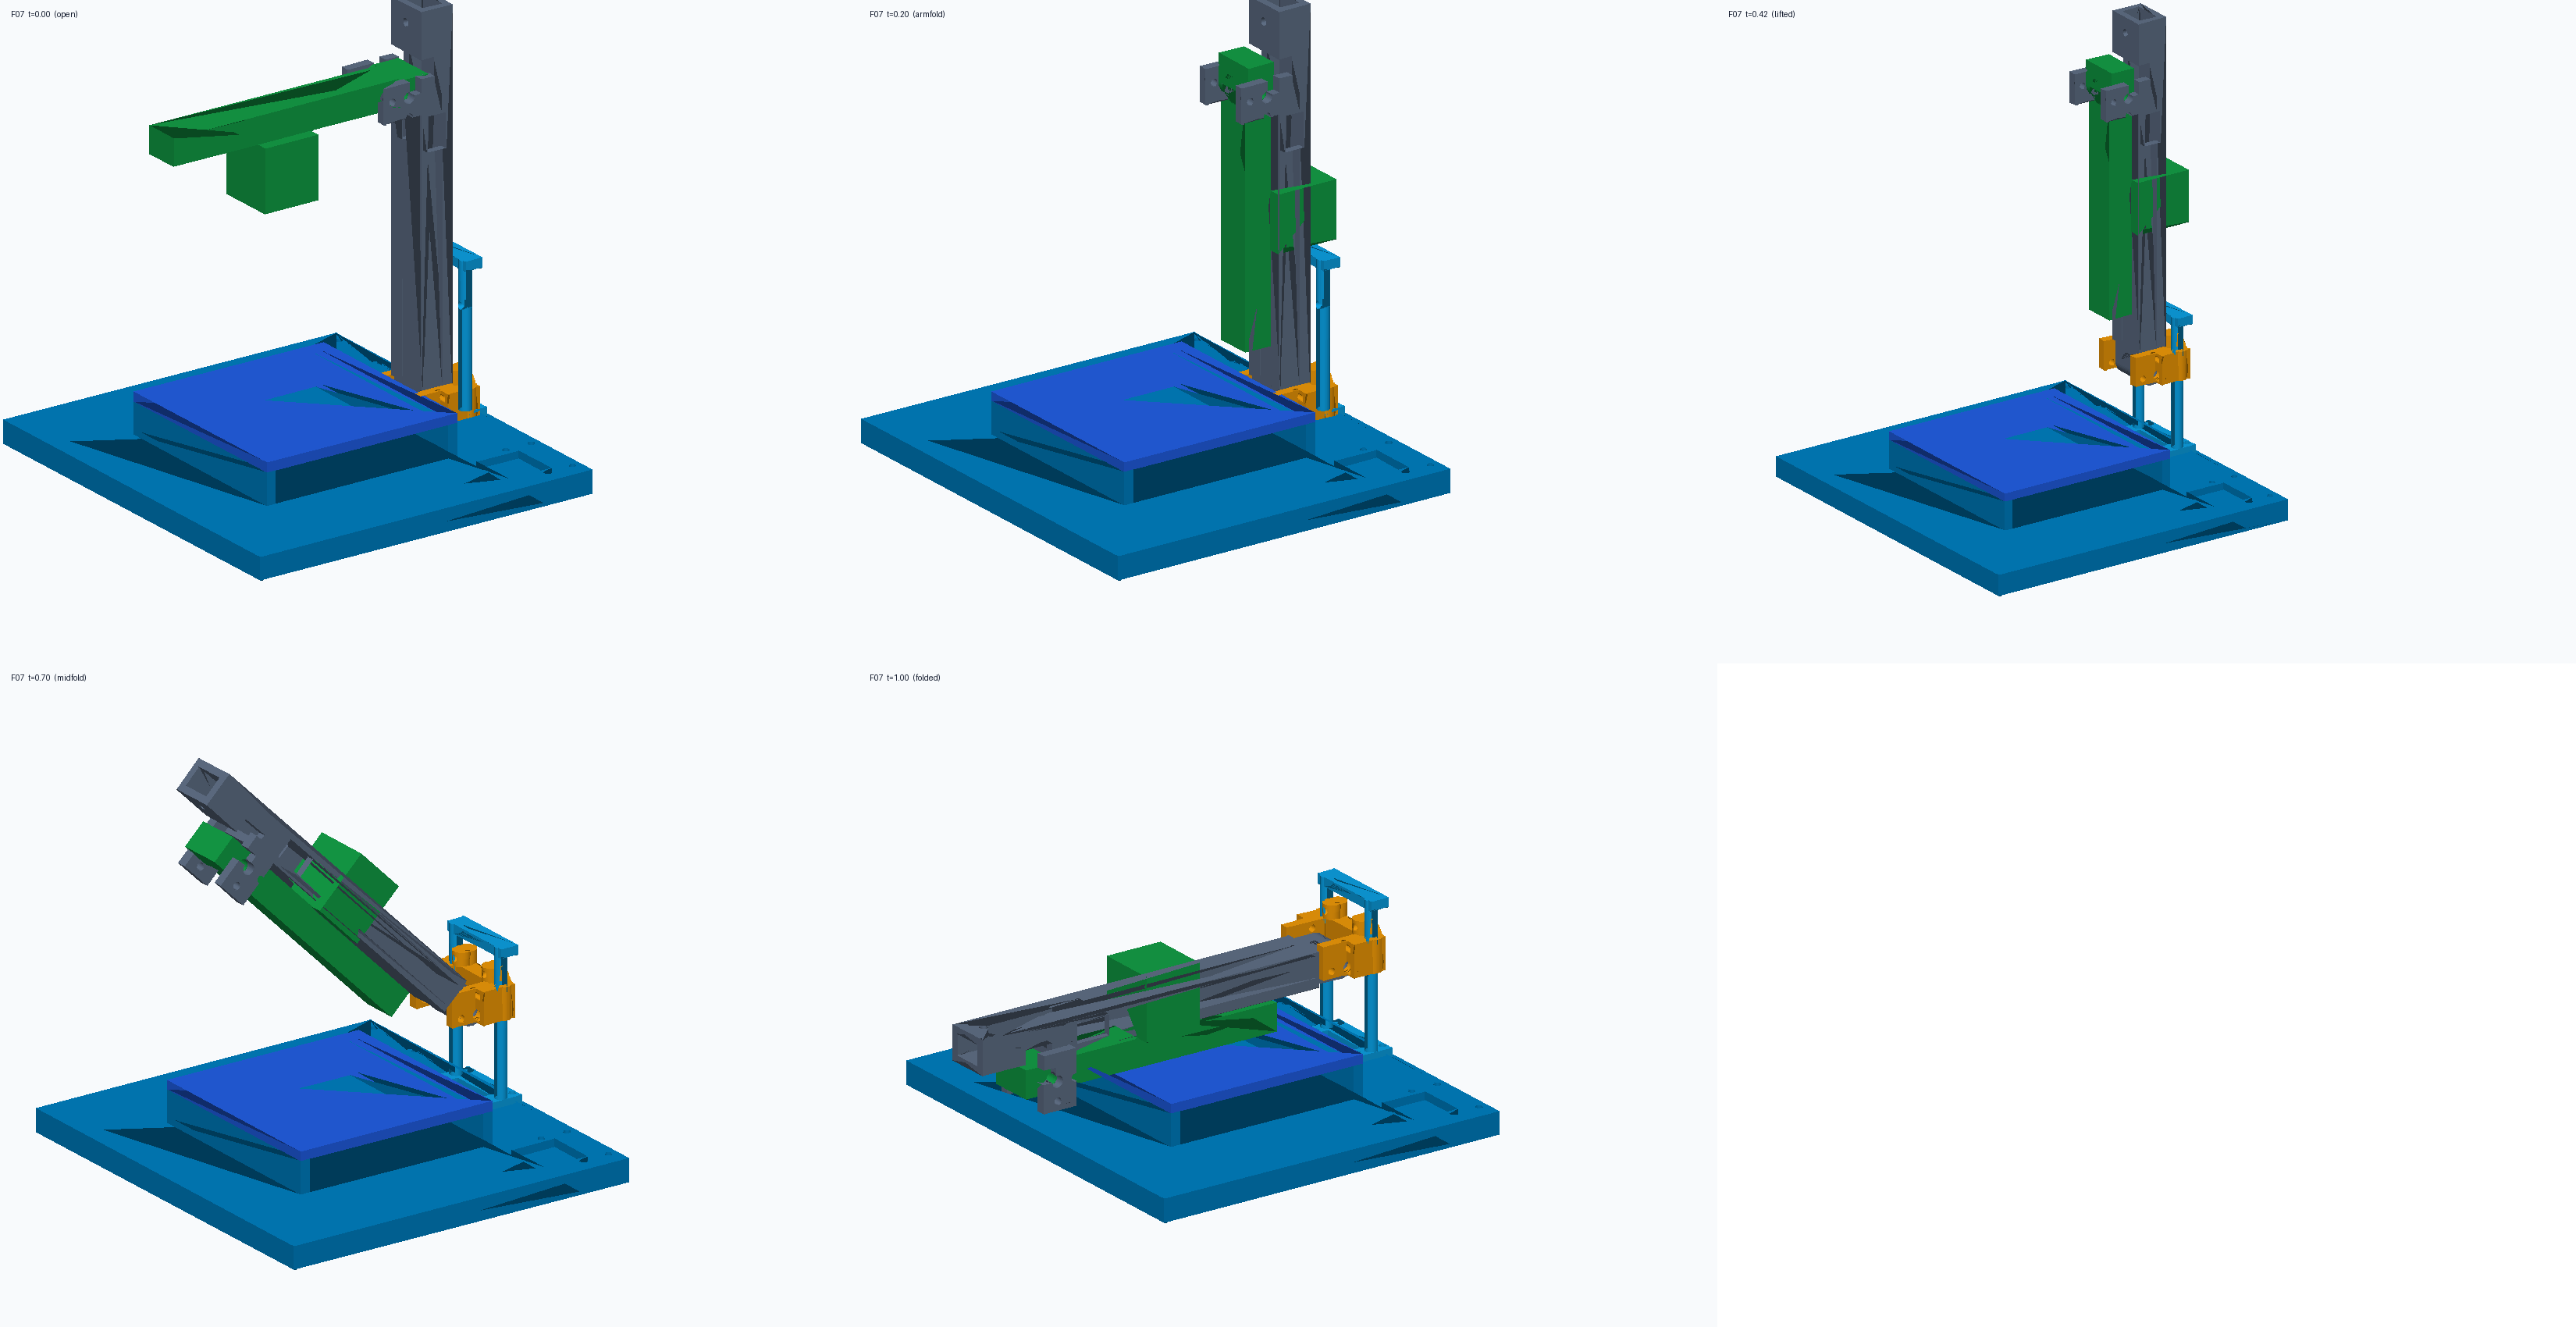 F07 t=0.00 (open)
F07 t=0.20 (armfold)
F07 t=0.42 (lifted)
F07 t=0.70 (midfold)
F07 t=1.00 (folded)